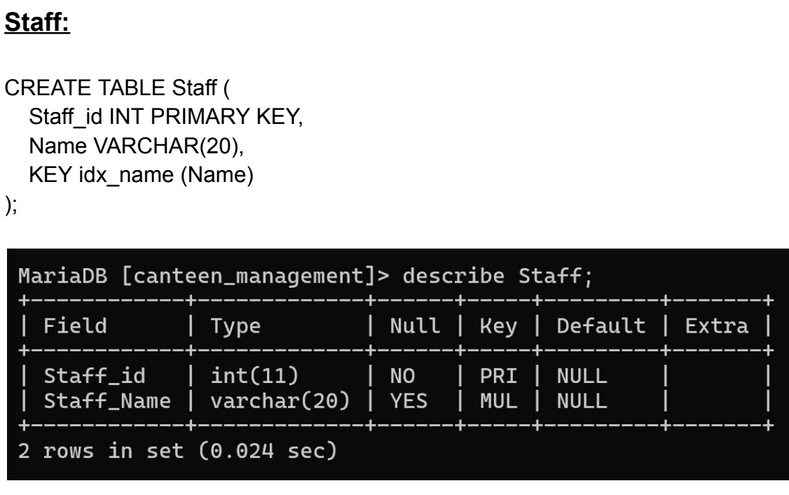 Staff:
CREATE TABLE Staff (
    Staff_id INT PRIMARY KEY,
    Name VARCHAR(20),
    KEY idx_name (Name)
);
MariaDB [canteen_management]> describe Staff;
+------------+-------------+------+-----+---------+-------+
| Field      | Type        | Null | Key | Default | Extra |
+------------+-------------+------+-----+---------+-------+
| Staff_id   | int(11)     | NO   | PRI | NULL    |       |
| Staff_Name | varchar(20) | YES  | MUL | NULL    |       |
+------------+-------------+------+-----+---------+-------+
2 rows in set (0.024 sec)